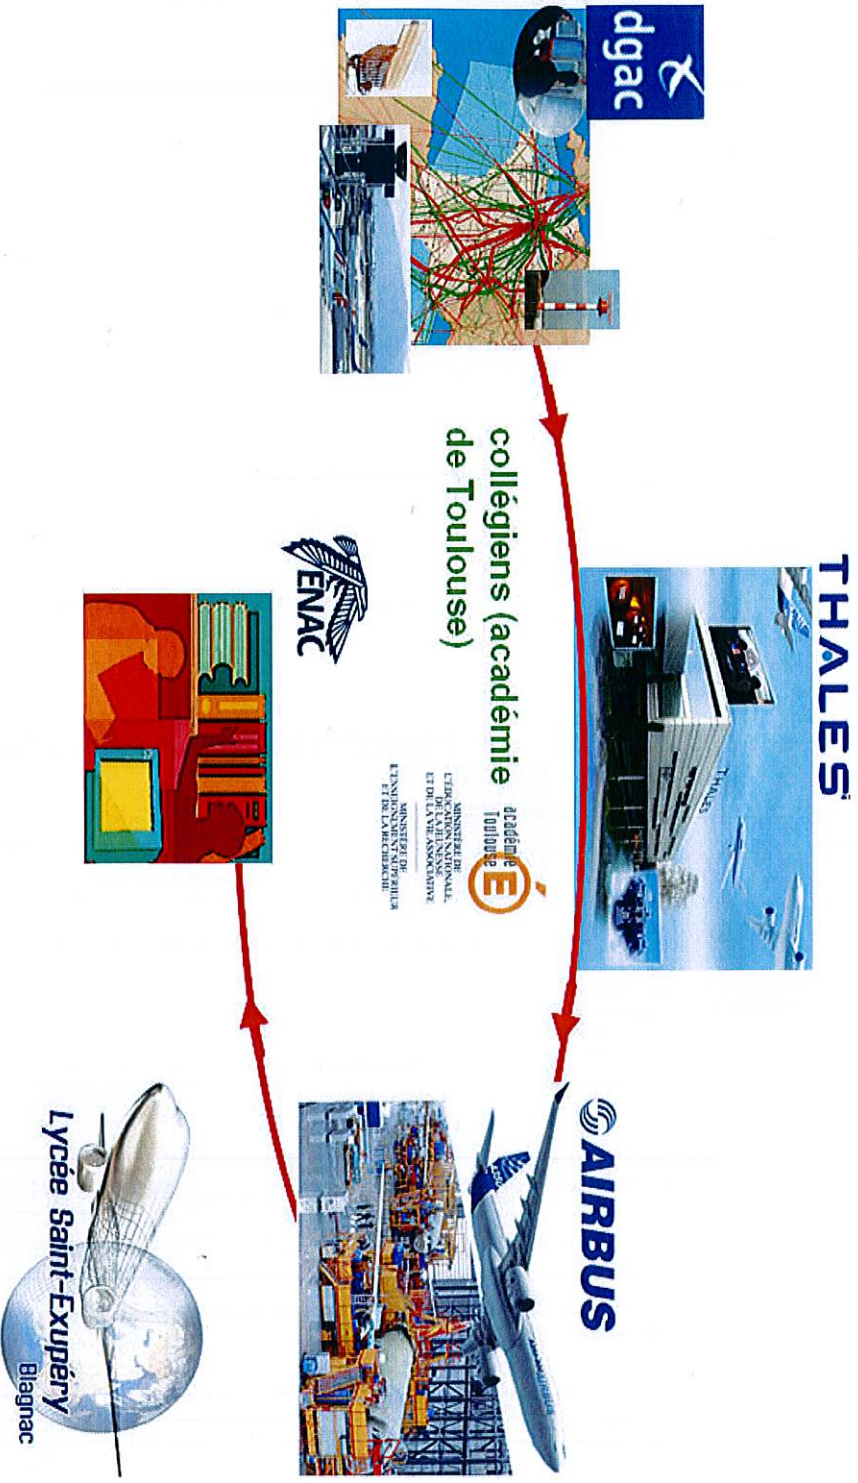 dgac
THALES
THALES
AIRBUS
collégiens (académie
de Toulouse)
académie
Toulouse
É
MINISTÈRE DE
L'ÉDUCATION NATIONALE,
DE LA JEUNESSE
ET DE LA VIE ASSOCIATIVE
MINISTÈRE DE
L'ENSEIGNEMENT SUPÉRIEUR
ET DE LA RECHERCHE
ENAC
Lycée Saint-Exupéry
Blagnac